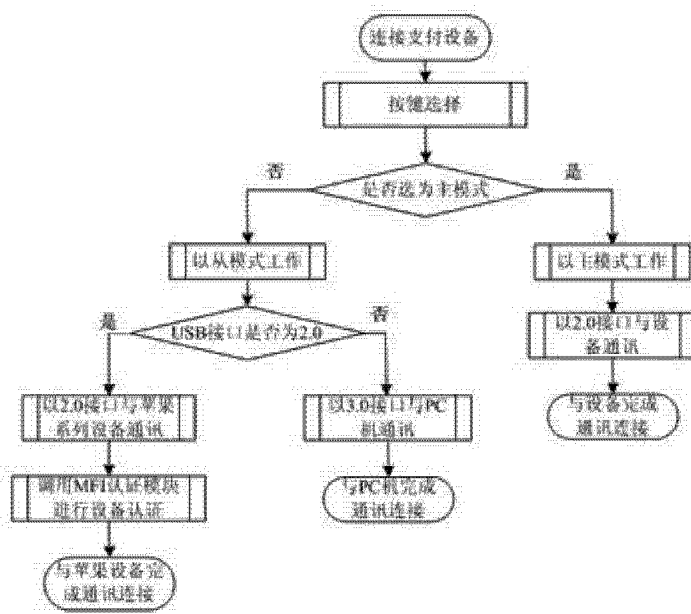 连接支付设备
按键选择
否
是
是否选为主模式
以从模式工作
以主模式工作
是
USB接口是否为2.0
否
以2.0接口与设
备通讯
以2.0接口与苹果
系列设备通讯
以3.0接口与PC
机通讯
与设备完成
通讯连接
调用MFI认证模块
进行设备认证
与PC机完成
通讯连接
与苹果设备完
成通讯连接